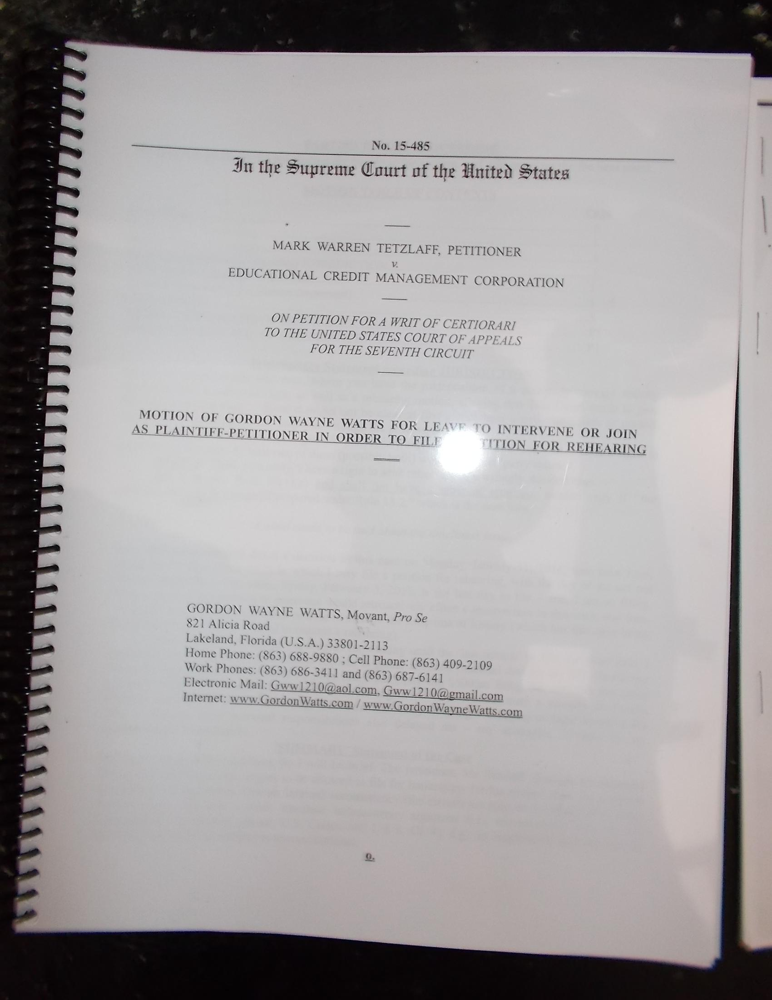 No. 15-485
In the Supreme Court of the United States
MARK WARREN TETZLAFF, PETITIONER
v.
EDUCATIONAL CREDIT MANAGEMENT CORPORATION
ON PETITION FOR A WRIT OF CERTIORARI
TO THE UNITED STATES COURT OF APPEALS
FOR THE SEVENTH CIRCUIT
MOTION OF GORDON WAYNE WATTS FOR LEAVE TO INTERVENE OR JOIN
AS PLAINTIFF-PETITIONER IN ORDER TO FILE FOR REHEARING
GORDON WAYNE WATTS, Movant, Pro Se
821 Alicia Road
Lakeland, Florida (U.S.A.) 33801-2113
Home Phone: (863) 688-9880 ; Cell Phone: (863) 409-2109
Work Phones: (863) 686-3411 and (863) 687-6141
Electronic Mail: Gww1210@aol.com, Gww1210@gmail.com
Internet: www.GordonWatts.com / www.GordonWayneWatts.com
0.